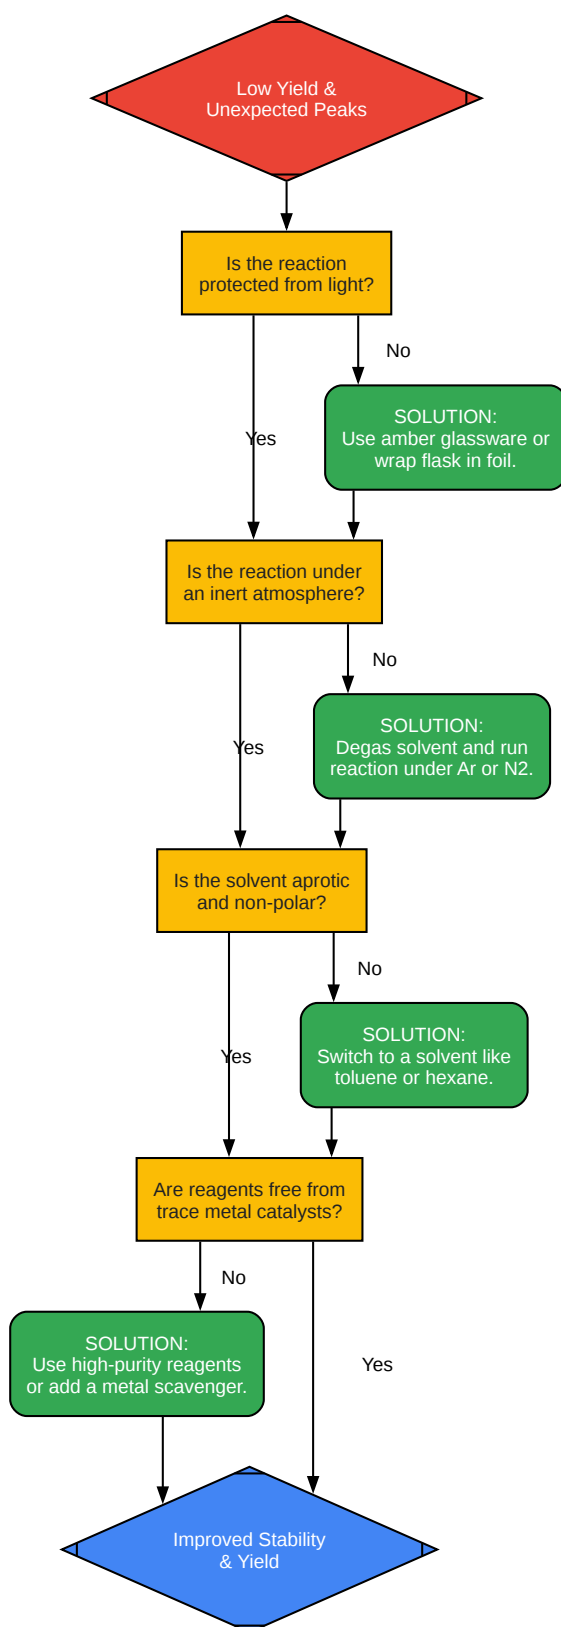 Low Yield &
Unexpected Peaks
Is the reaction
protected from light?
No
SOLUTION:
Use amber glassware or
wrap flask in foil.
Yes
Is the reaction under
an inert atmosphere?
No
SOLUTION:
Degas solvent and run
reaction under Ar or N2.
Yes
Is the solvent aprotic
and non-polar?
No
SOLUTION:
Switch to a solvent like
toluene or hexane.
Yes
Are reagents free from
trace metal catalysts?
No
SOLUTION:
Use high-purity reagents
or add a metal scavenger.
Yes
Improved Stability
& Yield